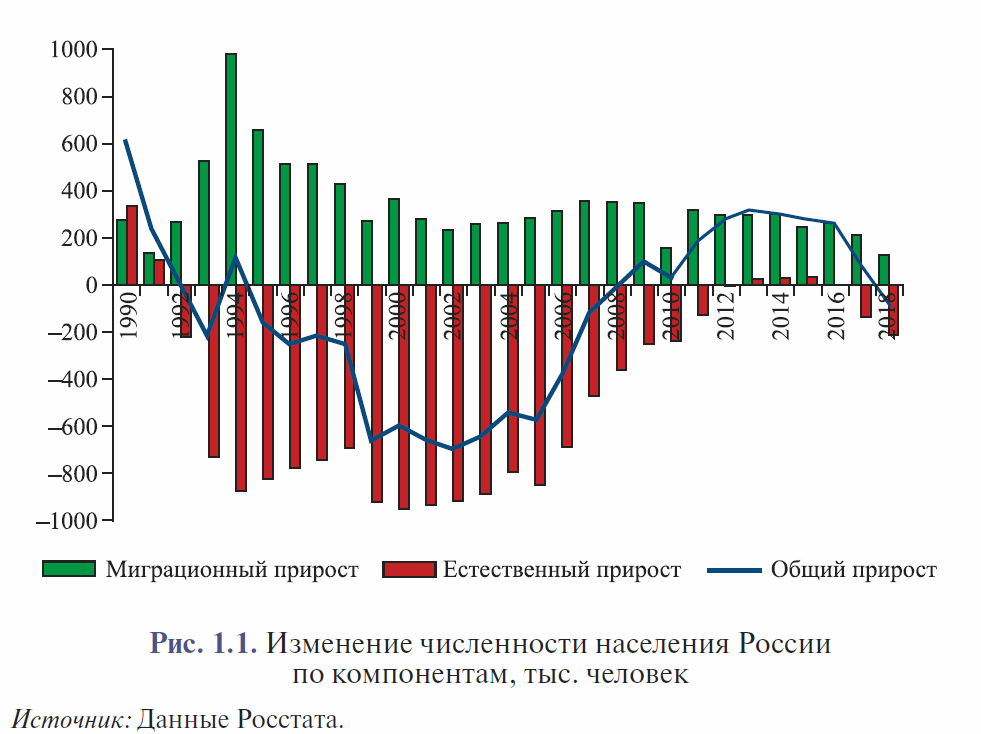 1000
800
600
400
200
0
–200
–400
–600
–800
–1000
1990 1992 1994 1996 1998 2000 2002 2004 2006 2008 2010 2012 2014 2016 2018
Миграционный прирост Естественный прирост Общий прирост
Рис. 1.1. Изменение численности населения России
по компонентам, тыс. человек
Источник: Данные Росстата.